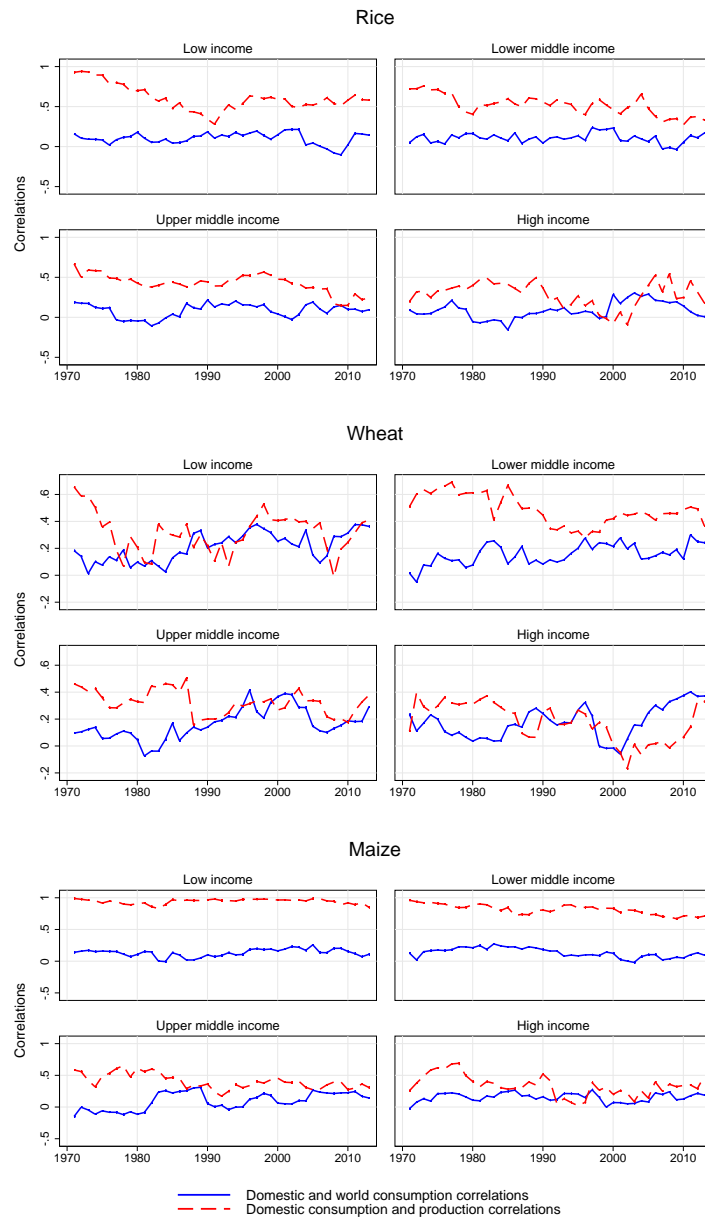 Rice
Low income
Lower middle income
1
.5
0
-.5
Correlations
Upper middle income
High income
1
.5
0
-.5
1970 1980 1990 2000 2010
1970 1980 1990 2000 2010
Wheat
Low income
Lower middle income
.6
.4
.2
0
-.2
Correlations
Upper middle income
High income
.6
.4
.2
0
-.2
1970 1980 1990 2000 2010
1970 1980 1990 2000 2010
Maize
Low income
Lower middle income
1
.5
0
-.5
Correlations
Upper middle income
High income
1
.5
0
-.5
1970 1980 1990 2000 2010
1970 1980 1990 2000 2010
Domestic and world consumption correlations
Domestic consumption and production correlations